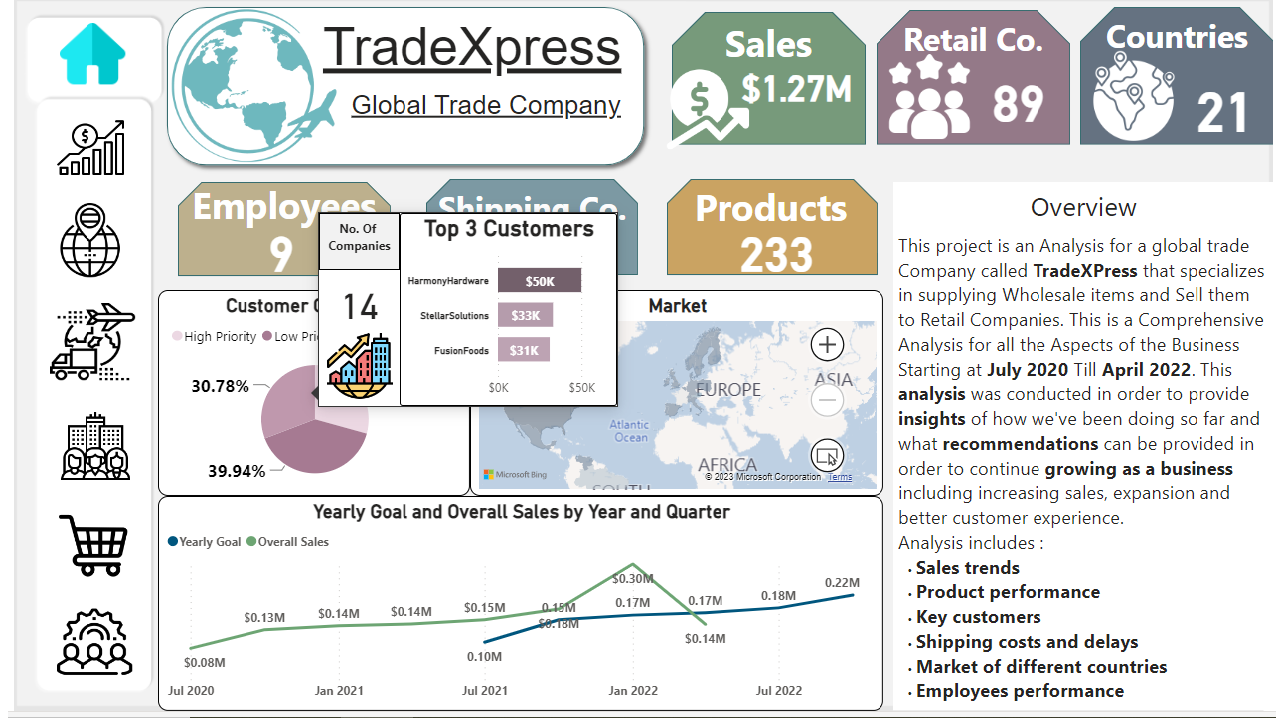 TradeXpress
Global Trade Company
Sales
$1.27M
Retail Co.
89
Countries
21
Employees
9
Shipping Co.
Products
233
No. Of
Companies
14
Top 3 Customers
HarmonyHardware
$50K
StellarSolutions
$33K
FusionFoods
$31K
$0K
$50K
Customer
High Priority
Low
30.78%
39.94%
Market
EUROPE
ASIA
Atlantic
Ocean
AFRICA
SOUTH
Microsoft Bing
© 2023 Microsoft Corporation
Terms
Yearly Goal and Overall Sales by Year and Quarter
Yearly Goal
Overall Sales
$0.08M
$0.13M
$0.14M
$0.14M
$0.15M
0.10M
0.15M
$0.18M
$0.30M
0.17M
0.17M
$0.14M
0.18M
0.22M
Jul 2020
Jan 2021
Jul 2021
Jan 2022
Jul 2022
Overview
This project is an Analysis for a global trade
Company called TradeXPress that specializes
in supplying Wholesale items and Sell them
to Retail Companies. This is a Comprehensive
Analysis for all the Aspects of the Business
Starting at July 2020 Till April 2022. This
analysis was conducted in order to provide
insights of how we've been doing so far and
what recommendations can be provided in
order to continue growing as a business
including increasing sales, expansion and
better customer experience.
Analysis includes :
• Sales trends
• Product performance
• Key customers
• Shipping costs and delays
• Market of different countries
• Employees performance